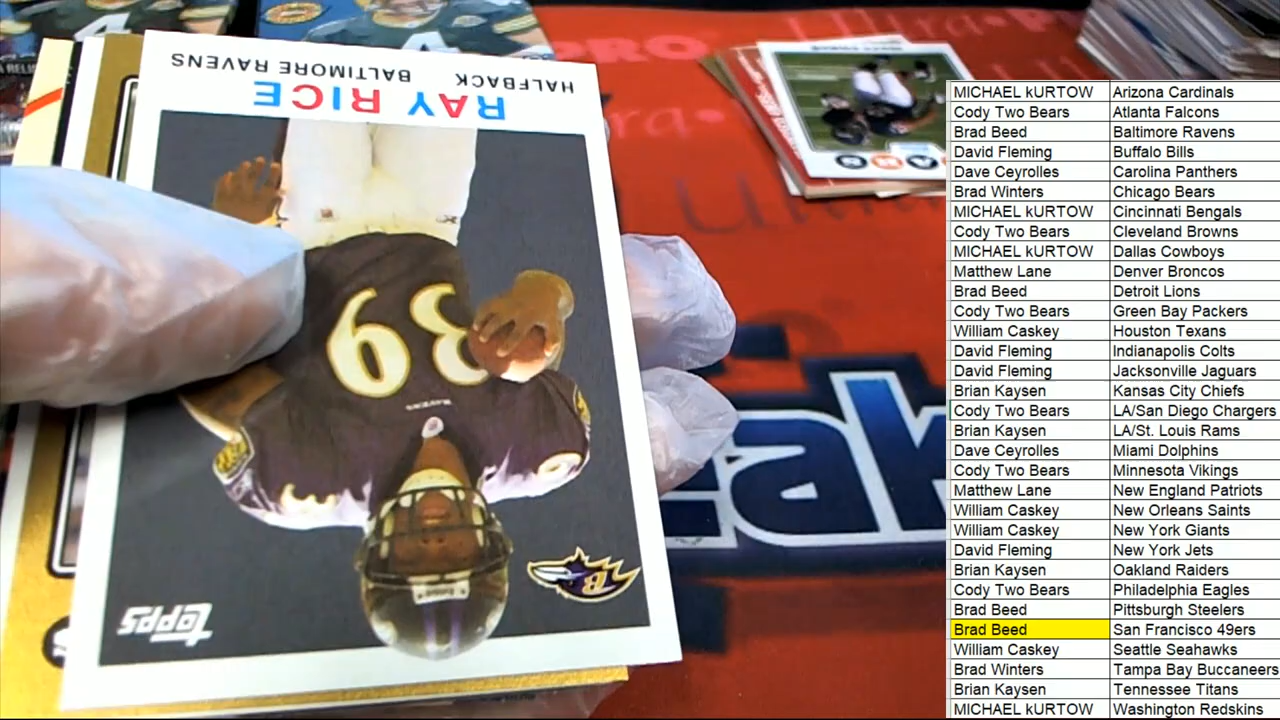 HALFBACK BALTIMORE RAVENS
RAY RICE
39
RAVENS
B
topps
PRO
Ultra
MICHAEL kURTOW Arizona Cardinals
Cody Two Bears Atlanta Falcons
Brad Beed Baltimore Ravens
David Fleming Buffalo Bills
Dave Ceyrolles Carolina Panthers
Brad Winters Chicago Bears
MICHAEL kURTOW Cincinnati Bengals
Cody Two Bears Cleveland Browns
MICHAEL kURTOW Dallas Cowboys
Matthew Lane Denver Broncos
Brad Beed Detroit Lions
Cody Two Bears Green Bay Packers
William Caskey Houston Texans
David Fleming Indianapolis Colts
David Fleming Jacksonville Jaguars
Brian Kaysen Kansas City Chiefs
Cody Two Bears LA/San Diego Chargers
Brian Kaysen LA/St. Louis Rams
Dave Ceyrolles Miami Dolphins
Cody Two Bears Minnesota Vikings
Matthew Lane New England Patriots
William Caskey New Orleans Saints
William Caskey New York Giants
David Fleming New York Jets
Brian Kaysen Oakland Raiders
Cody Two Bears Philadelphia Eagles
Brad Beed Pittsburgh Steelers
Brad Beed San Francisco 49ers
William Caskey Seattle Seahawks
Brad Winters Tampa Bay Buccaneers
Brian Kaysen Tennessee Titans
MICHAEL kURTOW Washington Redskins